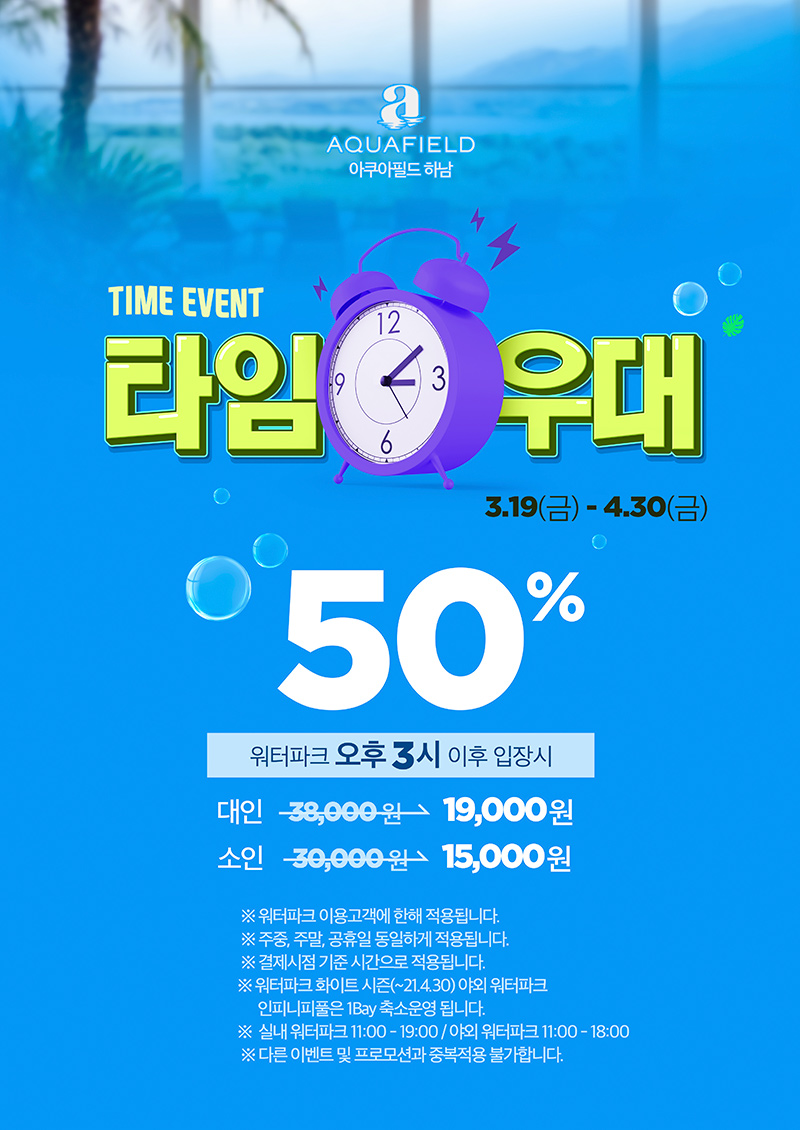 a
AQUAFIELD
아쿠아필드 하남
TIME EVENT
타임 우대
12
3
6
9
3.19(금) - 4.30(금)
50%
워터파크 오후 3시 이후 입장시
대인 38,000원 → 19,000원
소인 30,000원 → 15,000원
※ 워터파크 이용고객에 한해 적용됩니다.
※ 주중, 주말, 공휴일 동일하게 적용됩니다.
※ 결제시점 기준 시간으로 적용됩니다.
※ 워터파크 화이트 시즌(~21.4.30) 야외 워터파크
인피니피풀은 1Bay 축소운영 됩니다.
※ 실내 워터파크 11:00 - 19:00 / 야외 워터파크 11:00 - 18:00
※ 다른 이벤트 및 프로모션과 중복적용 불가합니다.